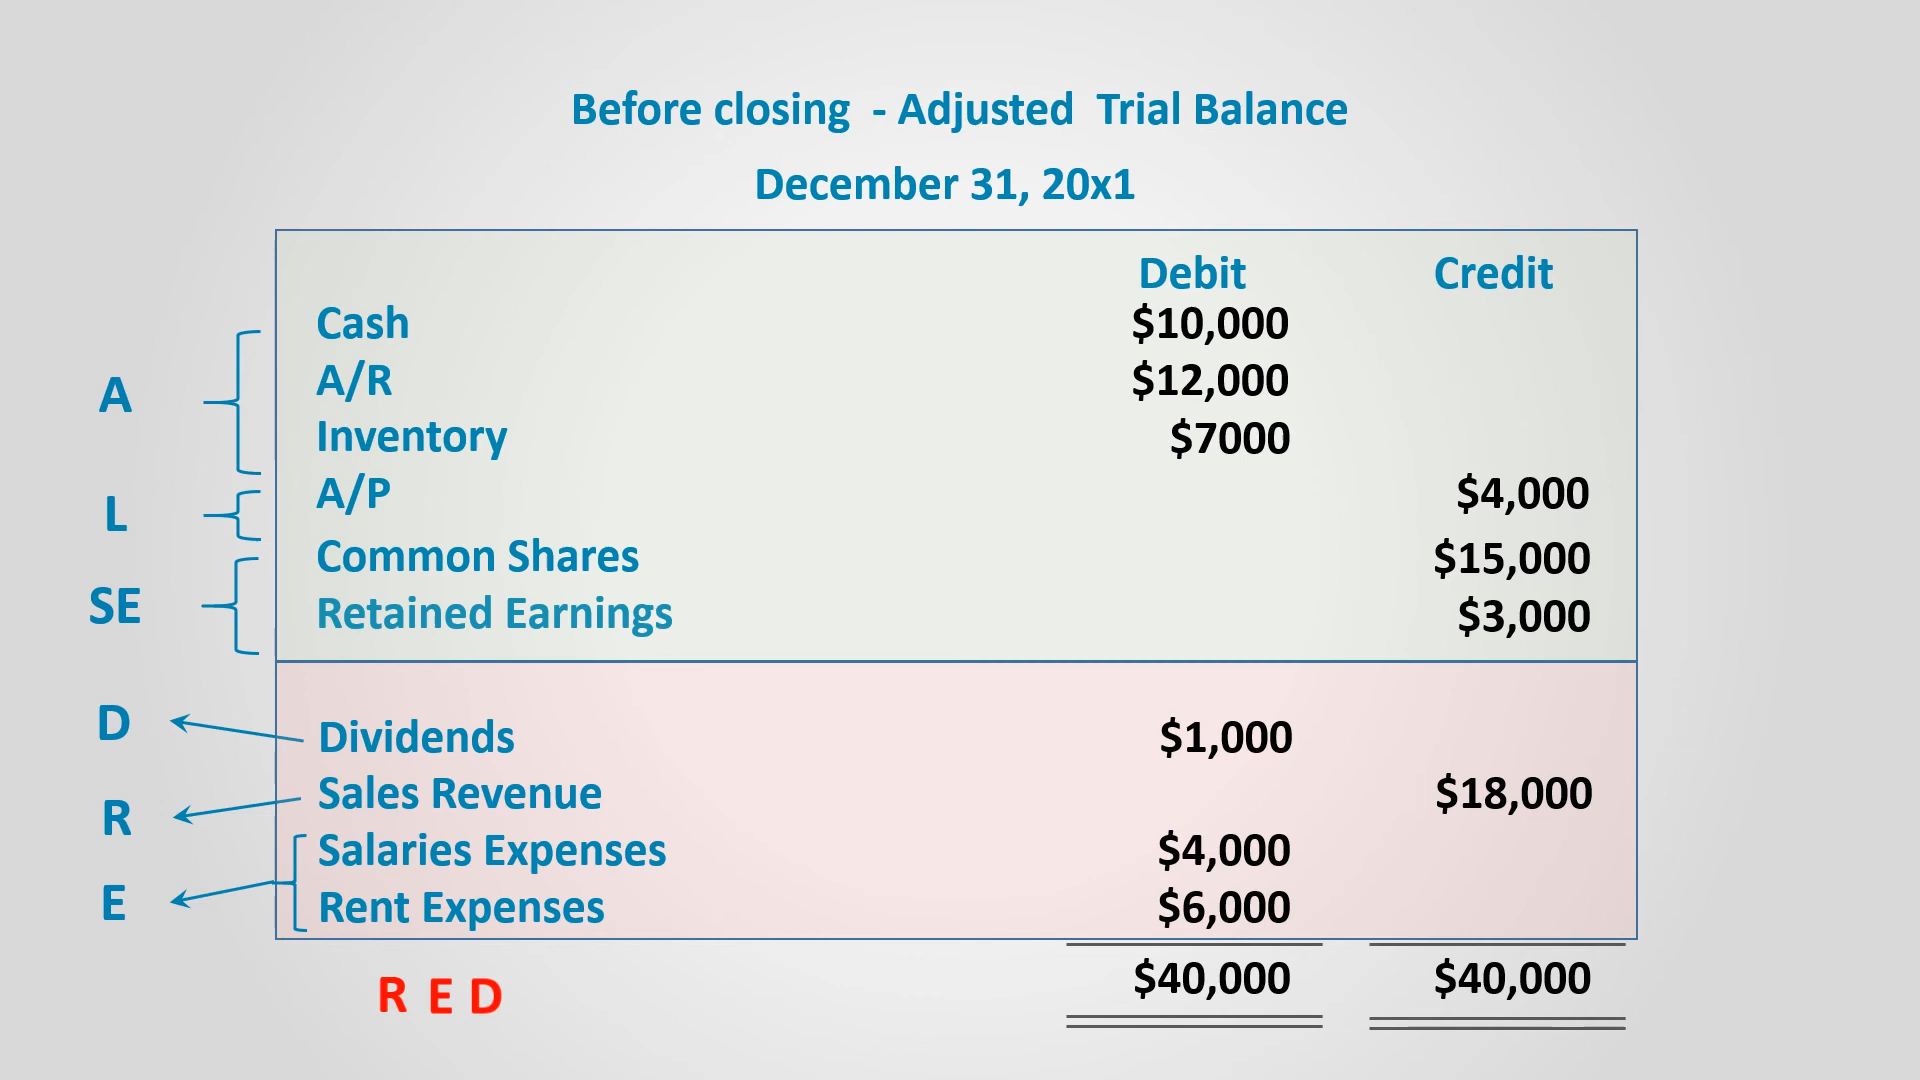 Before closing - Adjusted Trial Balance
December 31, 20x1
Debit Credit
Cash $10,000
A/R $12,000
A
Inventory $7000
A/P $4,000
L
Common Shares $15,000
SE
Retained Earnings $3,000
D
Dividends $1,000
Sales Revenue $18,000
R
Salaries Expenses $4,000
E
Rent Expenses $6,000
$40,000 $40,000
R E D